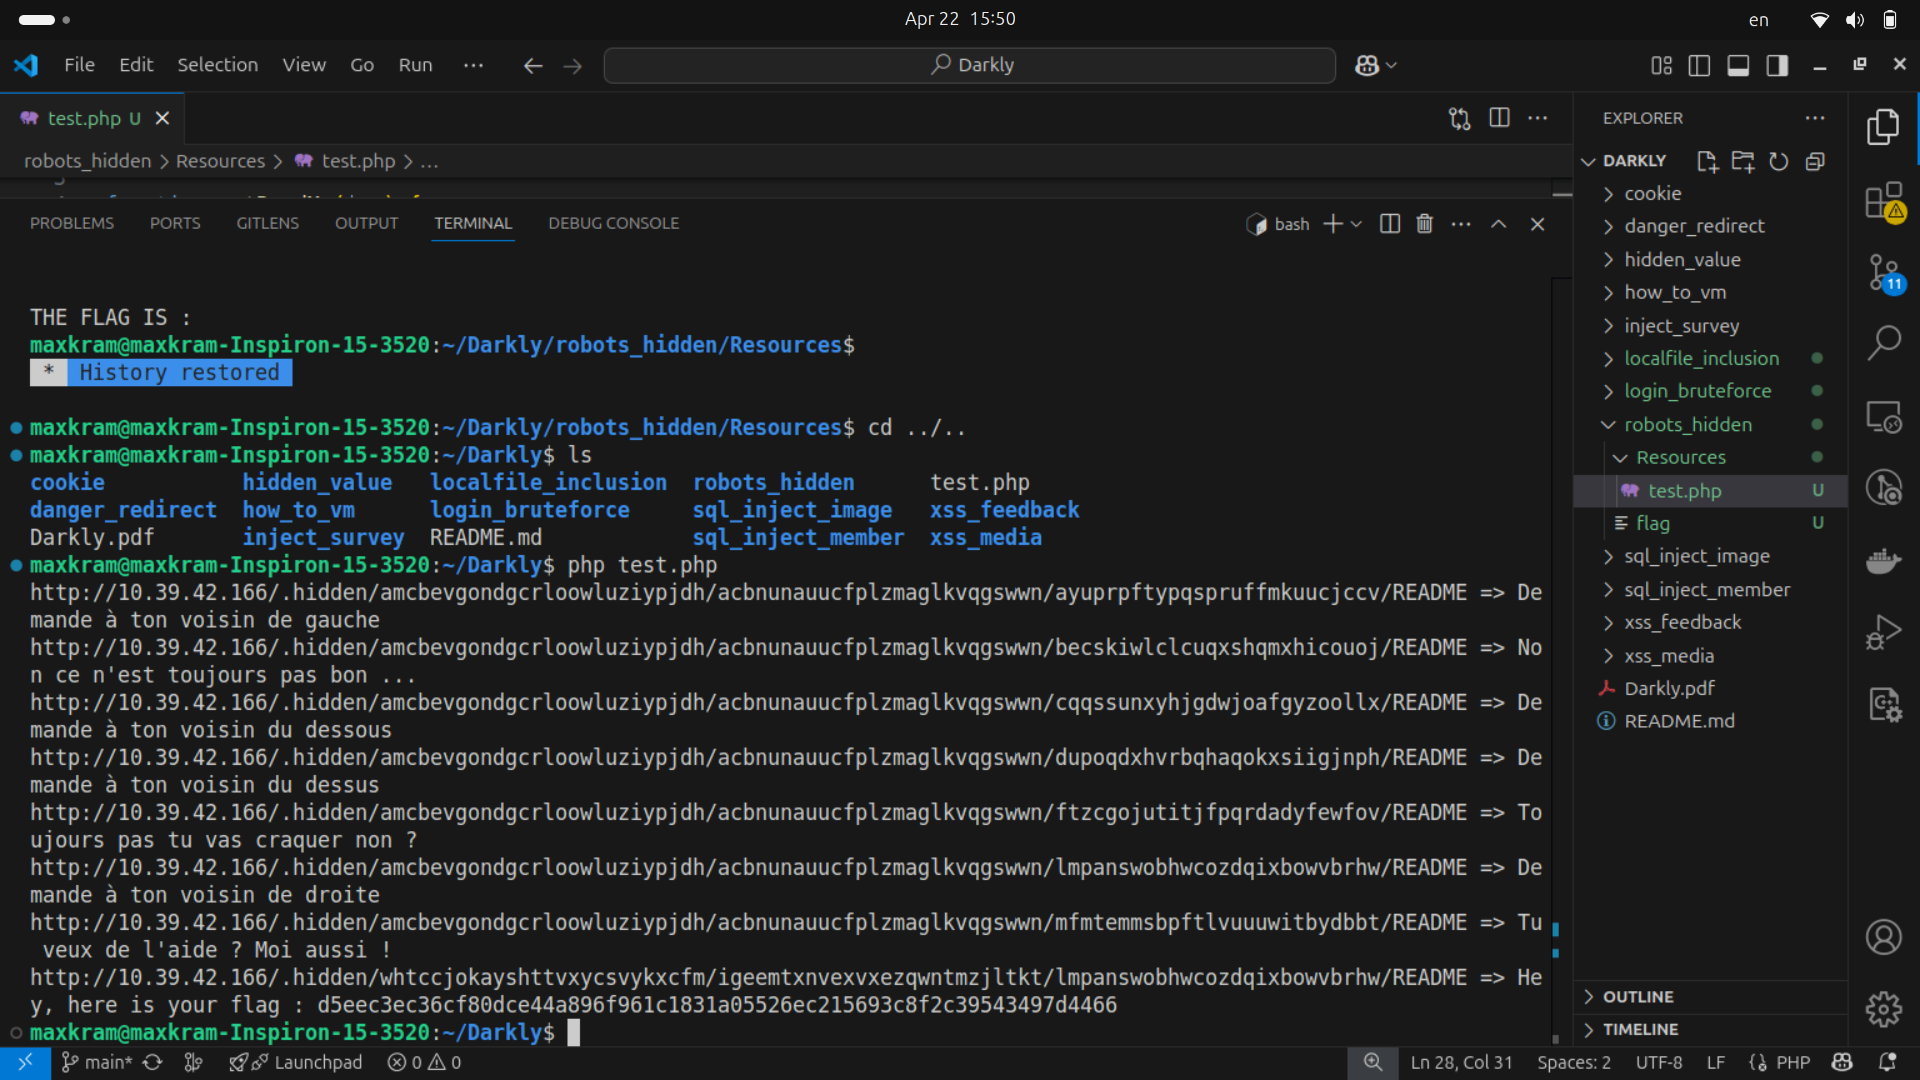 Apr 22 15:50
en
File Edit Selection View Go Run ···
Darkly
test.php U
robots_hidden > Resources > test.php > ...
PROBLEMS PORTS GITLENS OUTPUT TERMINAL DEBUG CONSOLE
bash
THE FLAG IS :
maxkram@maxkram-Inspiron-15-3520:~/Darkly/robots_hidden/Resources$
* History restored
maxkram@maxkram-Inspiron-15-3520:~/Darkly/robots_hidden/Resources$ cd ../..
maxkram@maxkram-Inspiron-15-3520:~/Darkly$ ls
cookie hidden_value localfile_inclusion robots_hidden test.php
danger_redirect how_to_vm login_bruteforce sql_inject_image xss_feedback
Darkly.pdf inject_survey README.md sql_inject_member xss_media
maxkram@maxkram-Inspiron-15-3520:~/Darkly$ php test.php
http://10.39.42.166/.hidden/amcbevgondgcrloowluziypjdh/acbnunauucfplzmaglkvqgswwn/ayuprpftypqspruffmkuucjccv/README => De
mande à ton voisin de gauche
http://10.39.42.166/.hidden/amcbevgondgcrloowluziypjdh/acbnunauucfplzmaglkvqgswwn/becskiwlclcuqxshqmxhicouoj/README => No
n ce n'est toujours pas bon ...
http://10.39.42.166/.hidden/amcbevgondgcrloowluziypjdh/acbnunauucfplzmaglkvqgswwn/cqqssunxyhjgdwjoafgyzoollx/README => De
mande à ton voisin du dessous
http://10.39.42.166/.hidden/amcbevgondgcrloowluziypjdh/acbnunauucfplzmaglkvqgswwn/dupoqdxhvrbqhaqokxsiigjnph/README => De
mande à ton voisin du dessus
http://10.39.42.166/.hidden/amcbevgondgcrloowluziypjdh/acbnunauucfplzmaglkvqgswwn/ftzcgojutitjfpqrdadyfewfov/README => To
ujours pas tu vas craquer non ?
http://10.39.42.166/.hidden/amcbevgondgcrloowluziypjdh/acbnunauucfplzmaglkvqgswwn/lmpanswobhwcozdqixbowvbrhw/README => De
mande à ton voisin de droite
http://10.39.42.166/.hidden/amcbevgondgcrloowluziypjdh/acbnunauucfplzmaglkvqgswwn/mfmtemmsbpftlvuuuwitbydbbt/README => Tu
veux de l'aide ? Moi aussi !
http://10.39.42.166/.hidden/whtccjokayshttvxycsvykxcfm/igeemtxnvexvxezqwntmzjltkt/lmpanswobhwcozdqixbowvbrhw/README => He
y, here is your flag : d5eec3ec36cf80dce44a896f961c1831a05526ec215693c8f2c39543497d4466
maxkram@maxkram-Inspiron-15-3520:~/Darkly$
EXPLORER
DARKLY
cookie
danger_redirect
hidden_value
how_to_vm
inject_survey
localfile_inclusion
login_bruteforce
robots_hidden
Resources
test.php U
flag U
sql_inject_image
sql_inject_member
xss_feedback
xss_media
Darkly.pdf
README.md
OUTLINE
TIMELINE
11
main* Launchpad 0 0
Ln 28, Col 31 Spaces: 2 UTF-8 LF PHP